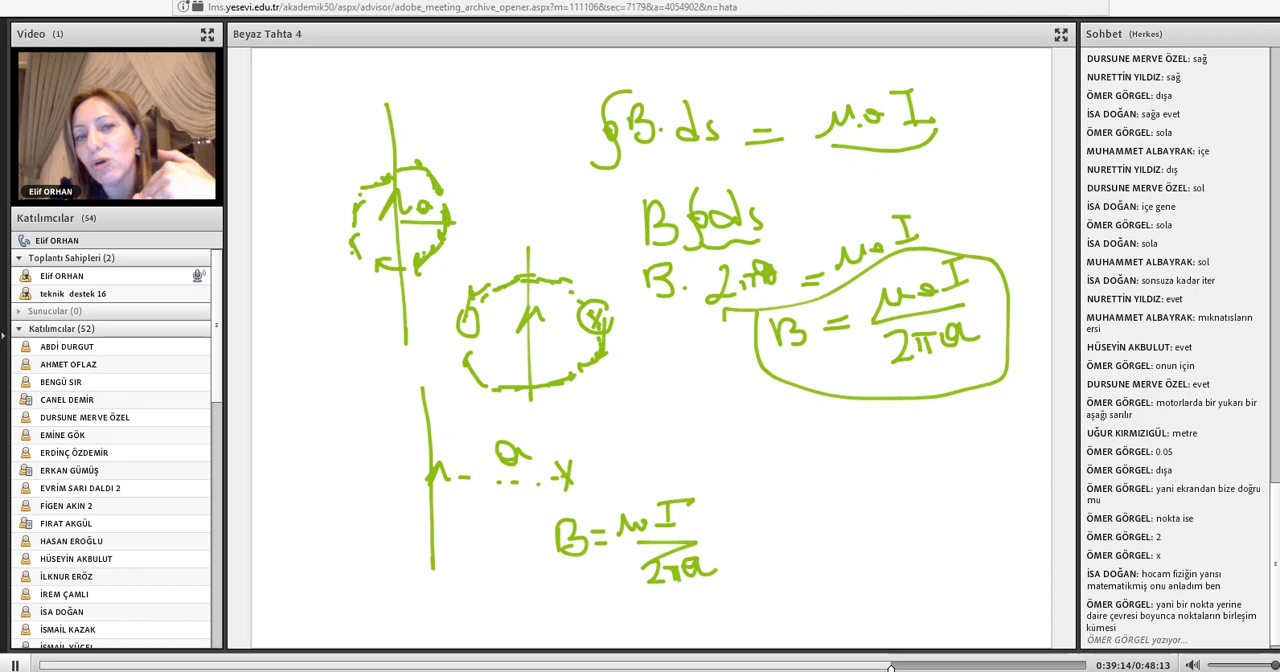 lms.yesevi.edu.tr/akademik50/aspx/advisor/adobe_meeting_archive_opener.aspx?m=111106&sec=7179&a=4054902&n=hata
Video (1)
Elif ORHAN
Katılımcılar (54)
Elif ORHAN
Toplantı Sahipleri (2)
Elif ORHAN
teknik destek 16
Sunucular (0)
Katılımcılar (52)
ABDİ DURGUT
AHMET OFLAZ
BENGÜ SIR
CANEL DEMİR
DURSUNE MERVE ÖZEL
EMİNE GÖK
ERDİNÇ ÖZDEMİR
ERKAN GÜMÜŞ
EVRİM SARI DALDI 2
FİGEN AKIN 2
FIRAT AKGÜL
HASAN EROĞLU
HÜSEYİN AKBULUT
İLKNUR ERÖZ
İREM ÇAMLI
İSA DOĞAN
İSMAİL KAZAK
İSMAİL YÜCEL
Beyaz Tahta 4
∮B.ds = μ₀I
B∮ds
B. 2πa = μ₀I
B = μ₀I / 2πa
a
a
x
B = μ₀I / 2πa
Sohbet (Herkes)
DURSUNE MERVE ÖZEL: sağ
NURETTİN YILDIZ: sağ
ÖMER GÖRGEL: dışa
İSA DOĞAN: sağa evet
ÖMER GÖRGEL: sola
MUHAMMET ALBAYRAK: içe
NURETTİN YILDIZ: dış
DURSUNE MERVE ÖZEL: sol
İSA DOĞAN: içe gene
ÖMER GÖRGEL: sola
İSA DOĞAN: sola
MUHAMMET ALBAYRAK: sol
İSA DOĞAN: sonsuza kadar iter
NURETTİN YILDIZ: evet
MUHAMMET ALBAYRAK: mıknatısların
ersi
HÜSEYİN AKBULUT: evet
ÖMER GÖRGEL: onun için
DURSUNE MERVE ÖZEL: evet
ÖMER GÖRGEL: motorlarda bir yukarı bir
aşağı sarılır
UĞUR KIRMIZIGÜL: metre
ÖMER GÖRGEL: 0.05
ÖMER GÖRGEL: dışa
ÖMER GÖRGEL: yani ekrandan bize doğru
mu
ÖMER GÖRGEL: nokta ise
ÖMER GÖRGEL: 2
ÖMER GÖRGEL: x
İSA DOĞAN: hocam fiziğin yarısı
matematikmiş onu anladım ben
ÖMER GÖRGEL: yani bir nokta yerine
daire çevresi boyunca noktaların birleşim
kümesi
ÖMER GÖRGEL yazıyor...
0:39:14/0:48:13